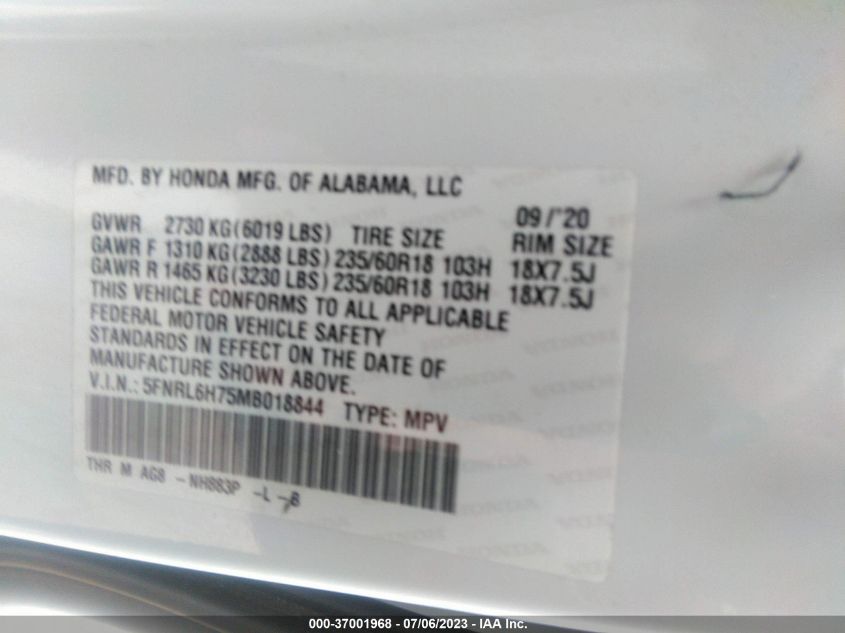 MFD. BY HONDA MFG. OF ALABAMA, LLC
09/'20
GVWR 2730 KG(6019 LBS) TIRE SIZE RIM SIZE
GAWR F 1310 KG(2888 LBS)235/60R18 103H 18X7.5J
GAWR R 1465 KG(3230 LBS)235/60R18 103H 18X7.5J
THIS VEHICLE CONFORMS TO ALL APPLICABLE
FEDERAL MOTOR VEHICLE SAFETY
STANDARDS IN EFFECT ON THE DATE OF
MANUFACTURE SHOWN ABOVE.
V.I.N.: 5FNRL6H75MB018844 TYPE: MPV
THR M AG8 -NH883P -L -B
000-37001968 - 07/06/2023 - IAA Inc.